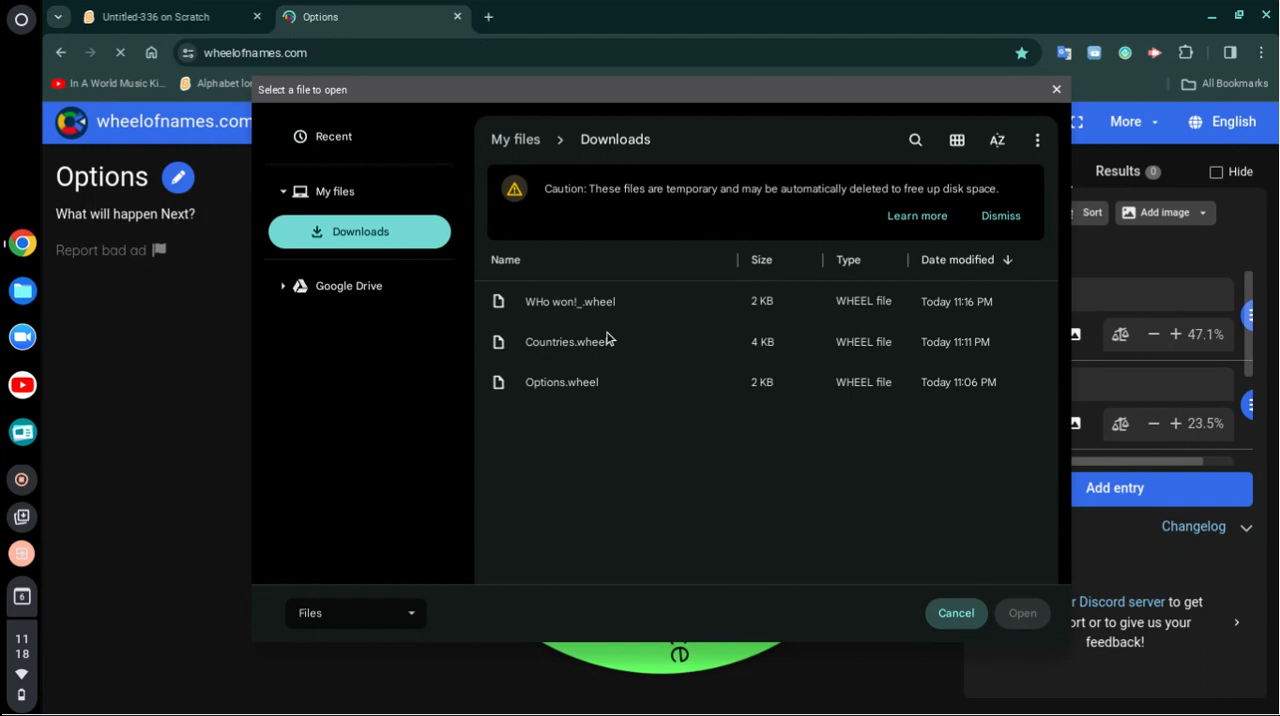 Untitled-336 on Scratch
Options
wheelofnames.com
In A World Music Ki...
Alphabet lor
All Bookmarks
Select a file to open
wheelofnames.com
More
English
Options
What will happen Next?
Report bad ad
Recent
My files
Downloads
Google Drive
My files > Downloads
Caution: These files are temporary and may be automatically deleted to free up disk space.
Learn more
Dismiss
Name
Size
Type
Date modified
WHo won!_.wheel
2 KB
WHEEL file
Today 11:16 PM
Countries.wheel
4 KB
WHEEL file
Today 11:11 PM
Options.wheel
2 KB
WHEEL file
Today 11:06 PM
Results 0
Hide
Sort
Add image
47.1%
23.5%
Add entry
Changelog
r Discord server to get
ort or to give us your
feedback!
Files
Cancel
Open
6
11
18